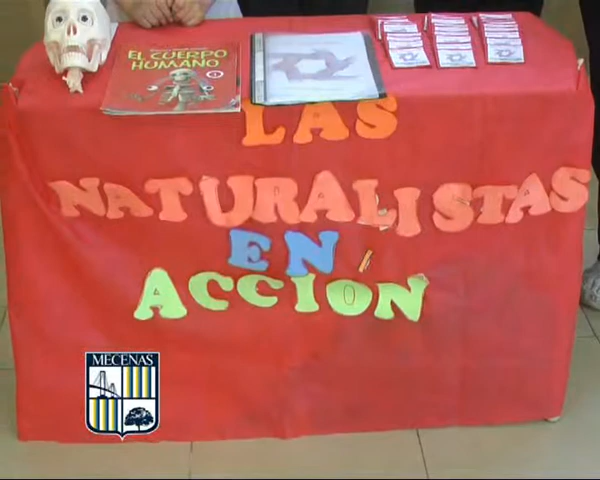 EL CUERPO
HUMANO
LAS
NATURALISTAS
EN
ACCIÓN
MECENAS